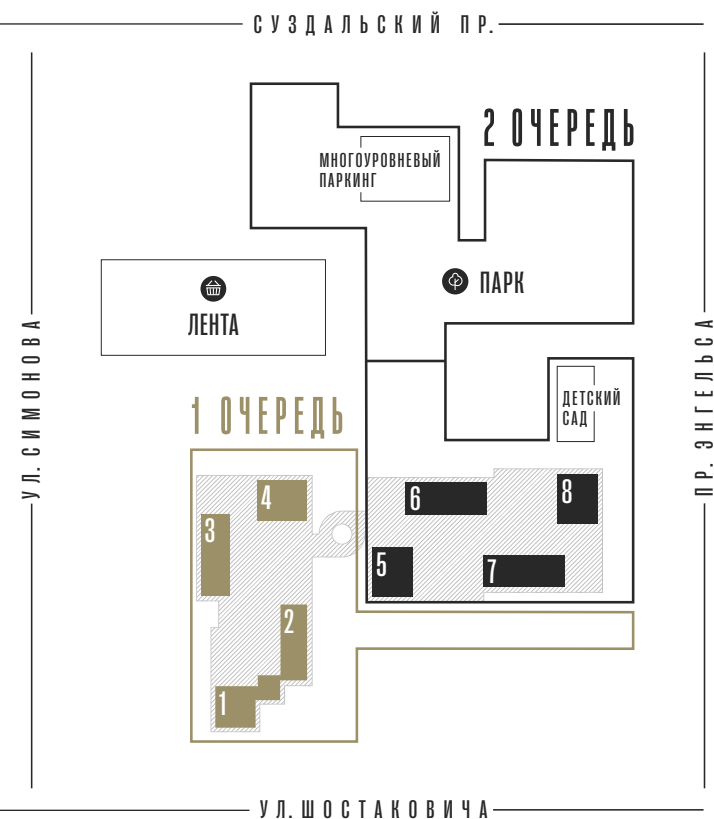 СУЗДАЛЬСКИЙ ПР.
2 ОЧЕРЕДЬ
МНОГОУРОВНЕВЫЙ
ПАРКИНГ
ПАРК
ЛЕНТА
УЛ. СИМОНОВА
ПР. ЭНГЕЛЬСА
ДЕТСКИЙ
САД
1 ОЧЕРЕДЬ
4
6
8
3
5
7
2
1
УЛ. ШОСТАКОВИЧА